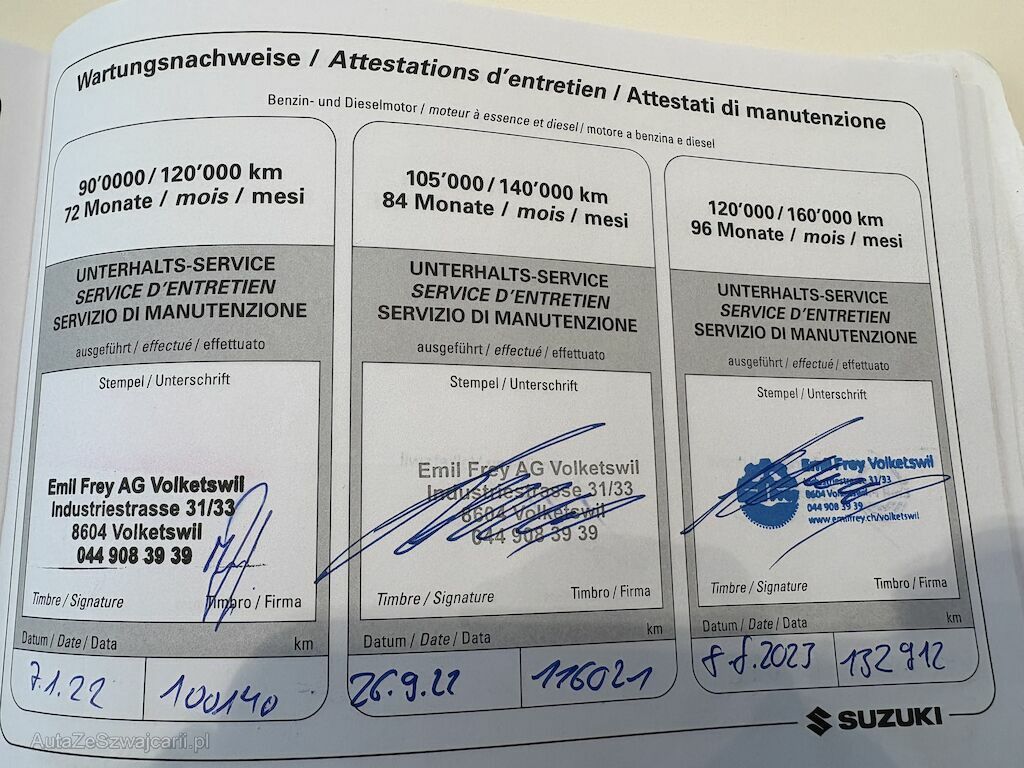 Wartungsnachweise / Attestations d'entretien / Attestati di manutenzione
Benzin- und Dieselmotor / moteur à essence et diesel / motore a benzina e diesel
90'0000 / 120'000 km
72 Monate / mois / mesi
UNTERHALTS-SERVICE
SERVICE D'ENTRETIEN
SERVIZIO DI MANUTENZIONE
ausgeführt / effectué / effettuato
Stempel / Unterschrift
Emil Frey AG Volketswil
Industriestrasse 31/33
8604 Volketswil
044 908 39 39
Timbre / Signature
Timbro / Firma
Datum / Date / Data
km
7.1.22
100140
105'000 / 140'000 km
84 Monate / mois / mesi
UNTERHALTS-SERVICE
SERVICE D'ENTRETIEN
SERVIZIO DI MANUTENZIONE
ausgeführt / effectué / effettuato
Stempel / Unterschrift
Emil Frey AG Volketswil
Industriestrasse 31/33
8604 Volketswil
044 908 39 39
Timbre / Signature
Timbro / Firma
Datum / Date / Data
km
26.9.22
116021
120'000 / 160'000 km
96 Monate / mois / mesi
UNTERHALTS-SERVICE
SERVICE D'ENTRETIEN
SERVIZIO DI MANUTENZIONE
ausgeführt / effectué / effettuato
Stempel / Unterschrift
Emil Frey Volketswil
Industriestrasse 31/33
8604 Volketswil
044 908 39 39
www.emilfrey.ch/volketswil
Timbre / Signature
Timbro / Firma
Datum / Date / Data
km
8.8.2023
132912
SUZUKI
AutaZeSzwajcarii.pl